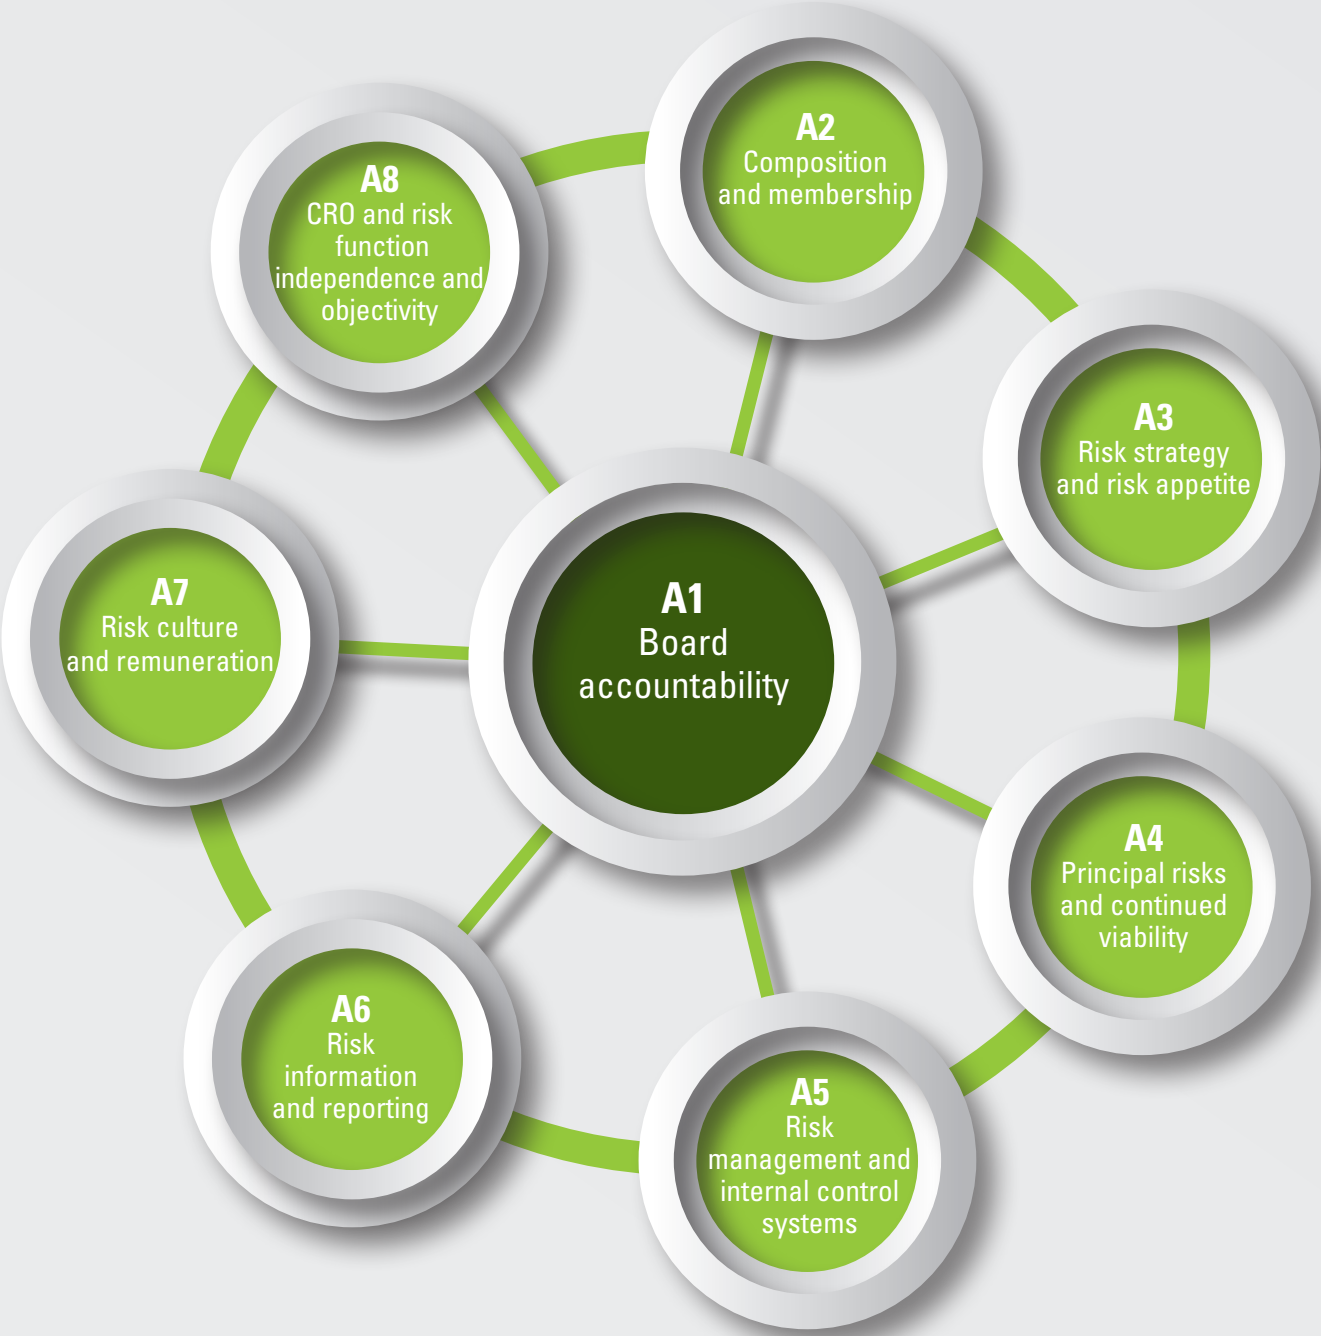 A1
Board
accountability
A2
Composition
and membership
A3
Risk strategy
and risk appetite
A4
Principal risks
and continued
viability
A5
Risk
management and
internal control
systems
A6
Risk
information
and reporting
A7
Risk culture
and remuneration
A8
CRO and risk
function
independence and
objectivity